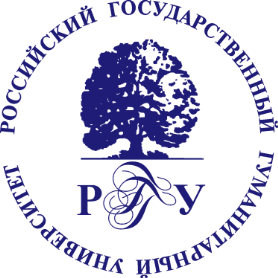 РОССИЙСКИЙ ГОСУДАРСТВЕННЫЙ ГУМАНИТАРНЫЙ УНИВЕРСИТЕТ
РГГУ